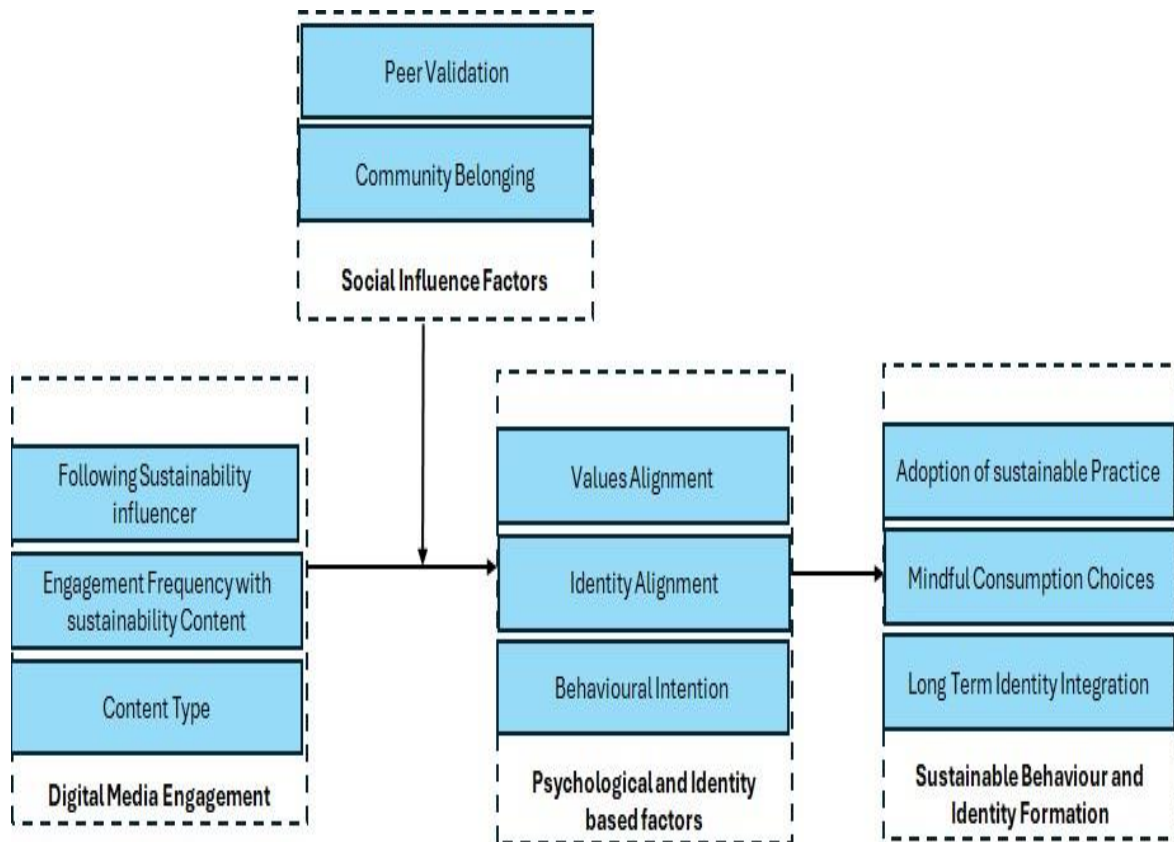 Peer Validation
Community Belonging
Social Influence Factors
Following Sustainability
influencer
Engagement Frequency with
sustainability Content
Content Type
Digital Media Engagement
Values Alignment
Identity Alignment
Behavioural Intention
Psychological and Identity
based factors
Adoption of sustainable Practice
Mindful Consumption Choices
Long Term Identity Integration
Sustainable Behaviour and
Identity Formation